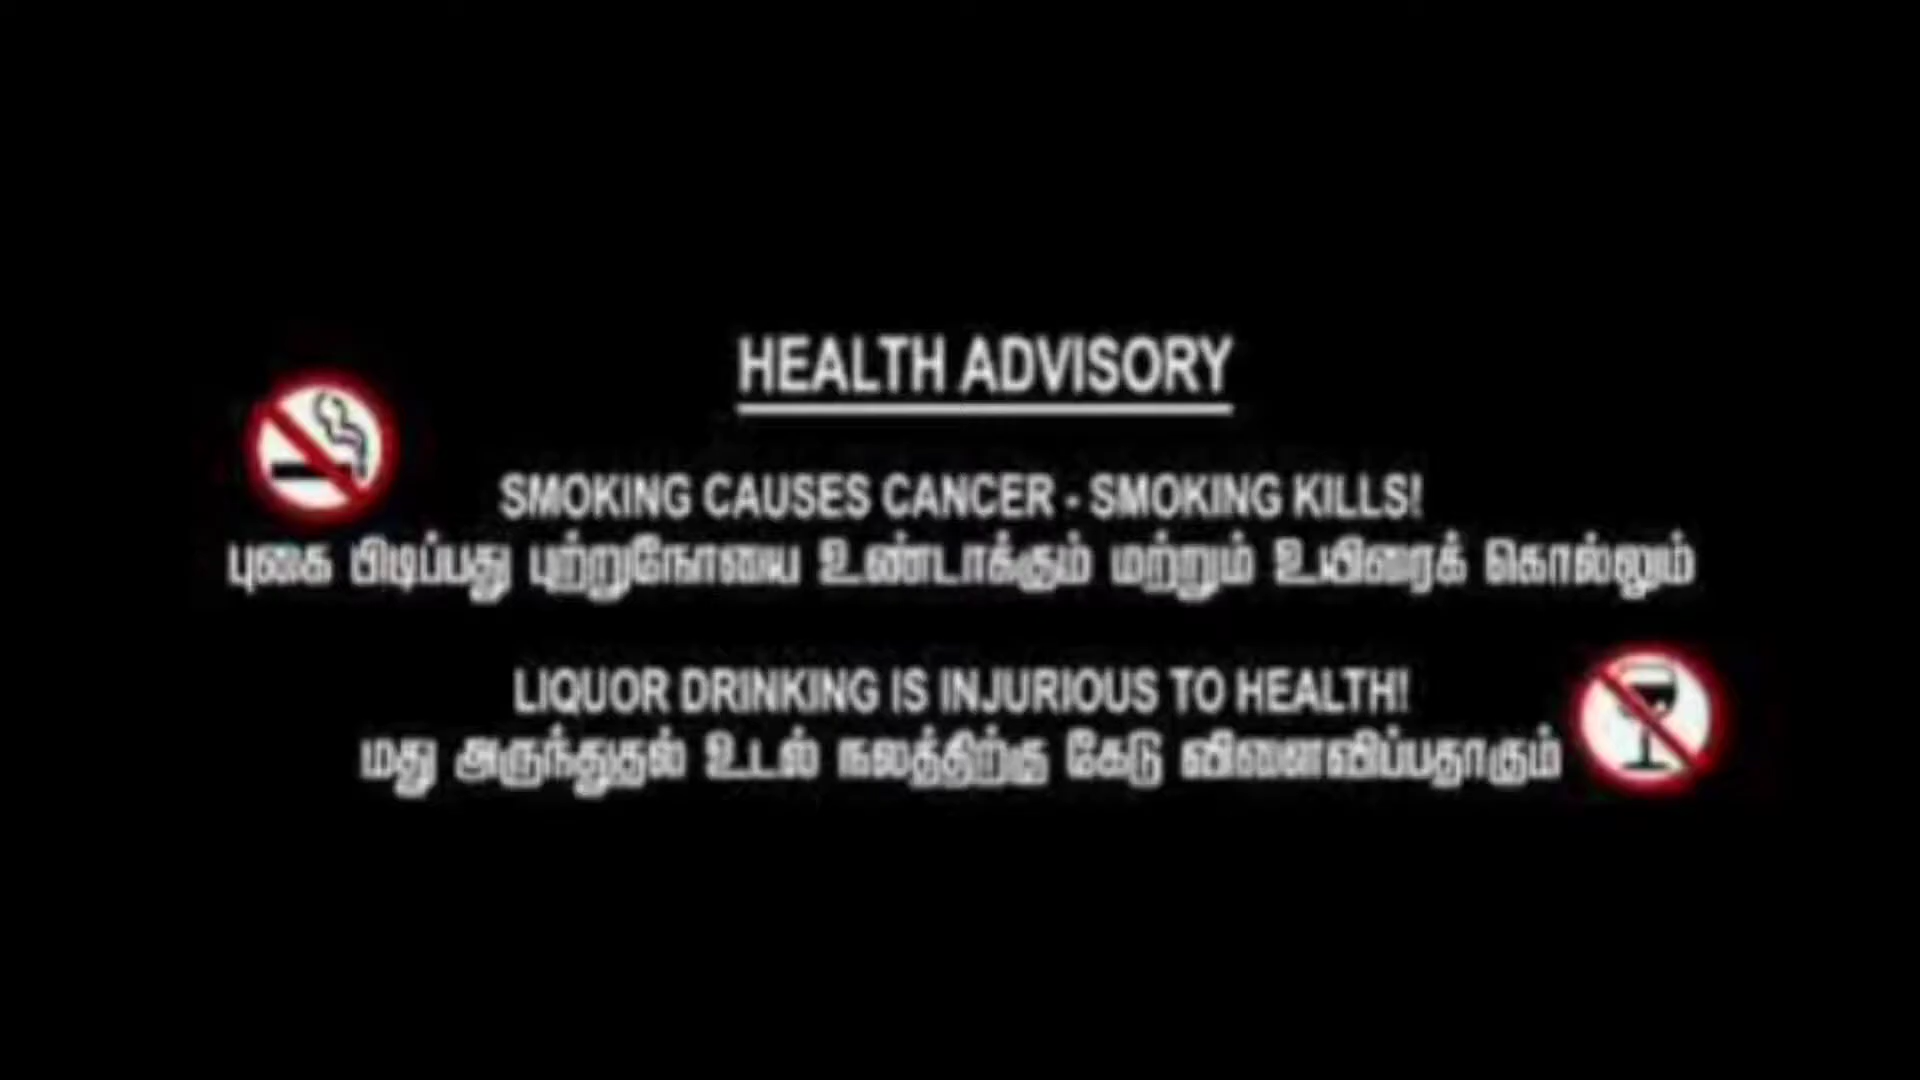 HEALTH ADVISORY
SMOKING CAUSES CANCER - SMOKING KILLS!
புகை பிடிப்பது புற்றுநோயை உண்டாக்கும் மற்றும் உயிரைக் கொல்லும்
LIQUOR DRINKING IS INJURIOUS TO HEALTH!
மது அருந்துதல் உடல் நலத்திற்கு கேடு விளைவிப்பதாகும்